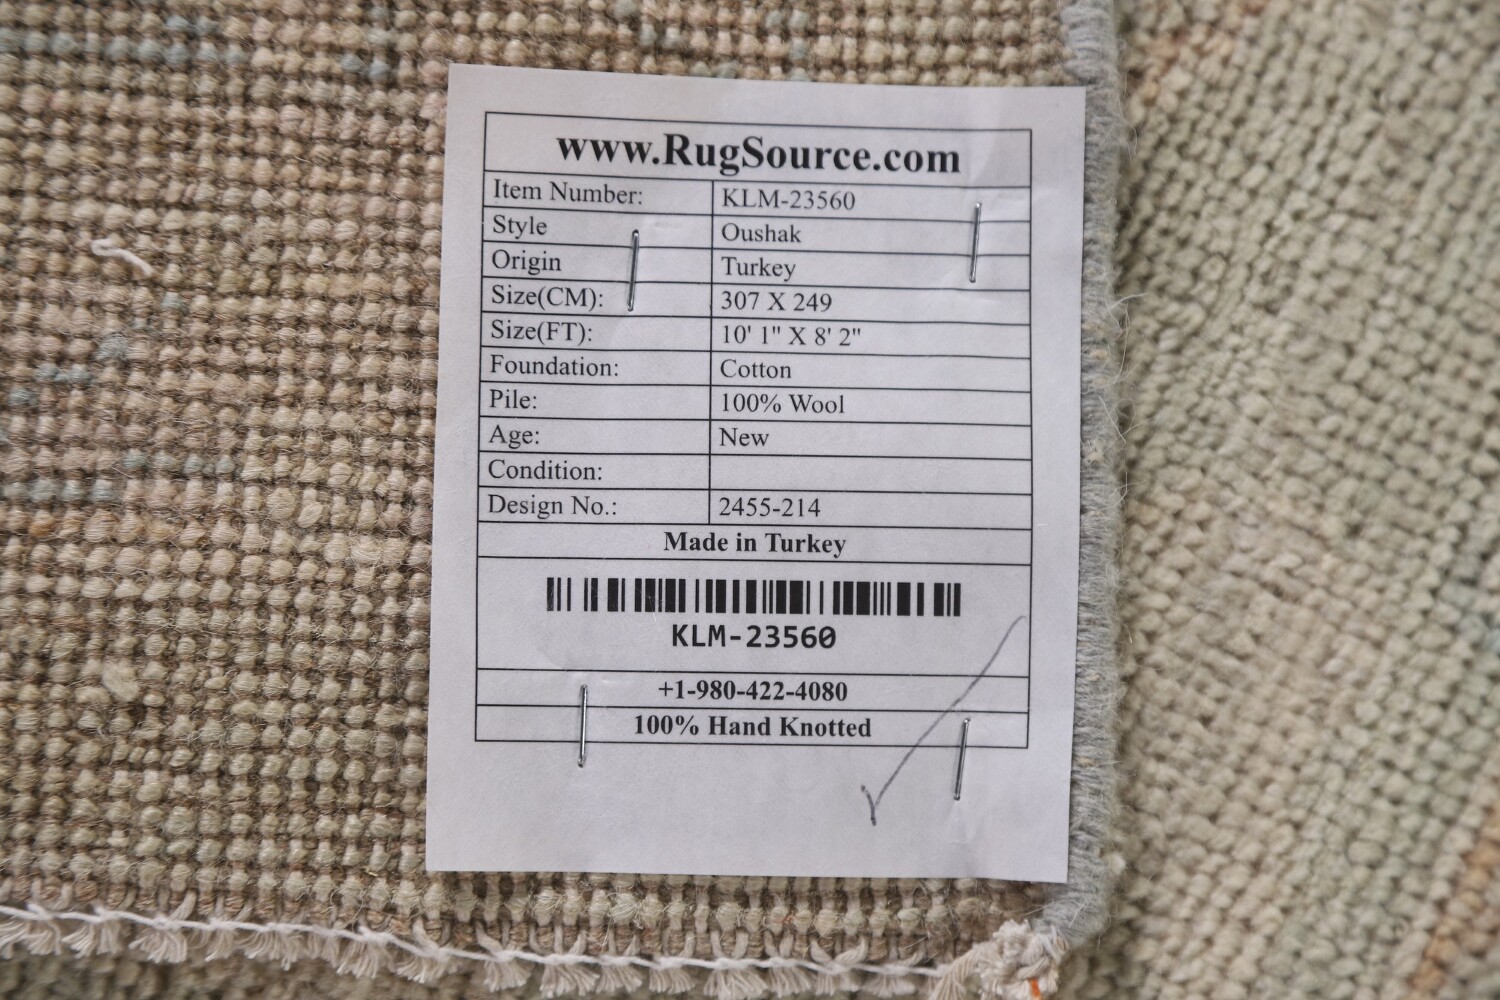 www.RugSource.com
Item Number: KLM-23560
Style Oushak
Origin Turkey
Size(CM): 307 X 249
Size(FT): 10' 1" X 8' 2"
Foundation: Cotton
Pile: 100% Wool
Age: New
Condition:
Design No.: 2455-214
Made in Turkey
KLM-23560
+1-980-422-4080
100% Hand Knotted